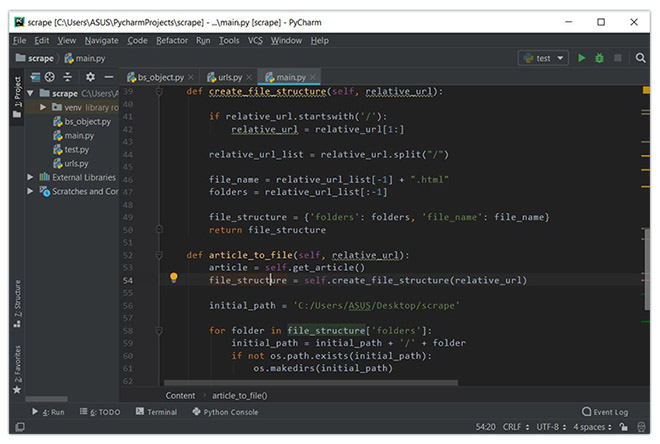 scrape [C:\Users\ASUS\PycharmProjects\scrape] - ...\main.py [scrape] - PyCharm
File Edit View Navigate Code Refactor Run Tools VCS Window Help
scrape main.py test
bs_object.py urls.py main.py
1: Project
scrape C:\Users\A
venv library ro
bs_object.py
main.py
test.py
urls.py
External Libraries
Scratches and Con
7: Structure
2: Favorites
39 def create_file_structure(self, relative_url):
40
41 if relative_url.startswith('/'):
42 relative_url = relative_url[1:]
43
44 relative_url_list = relative_url.split("/")
45
46 file_name = relative_url_list[-1] + ".html"
47 folders = relative_url_list[:-1]
48
49 file_structure = {'folders': folders, 'file_name': file_name}
50 return file_structure
51
52 def article_to_file(self, relative_url):
53 article = self.get_article()
54 file_structure = self.create_file_structure(relative_url)
55
56 initial_path = 'C:/Users/ASUS/Desktop/scrape'
57
58 for folder in file_structure['folders']:
59 initial_path = initial_path + '/' + folder
60 if not os.path.exists(initial_path):
61 os.makedirs(initial_path)
62
Content article_to_file()
4: Run 6: TODO Terminal Python Console Event Log
54:20 CRLF UTF-8 4 spaces